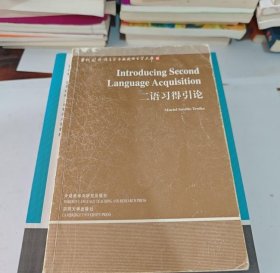 Introducing Second
Language Acquisition
二语习得引论
Muriel Saville-Troike
外语教学与研究出版社
FOREIGN LANGUAGE TEACHING AND RESEARCH PRESS
剑桥大学出版社
CAMBRIDGE UNIVERSITY PRESS